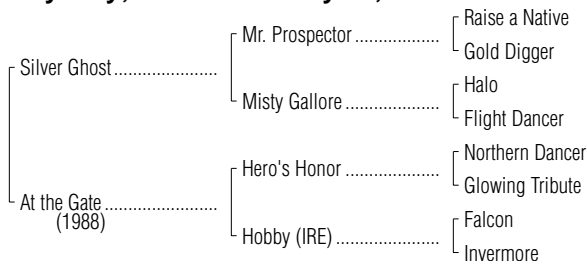 Raise a Native
Mr. Prospector
Gold Digger
Silver Ghost
Halo
Misty Gallore
Flight Dancer
Northern Dancer
Hero's Honor
Glowing Tribute
At the Gate
(1988)
Falcon
Hobby (IRE)
Invermore